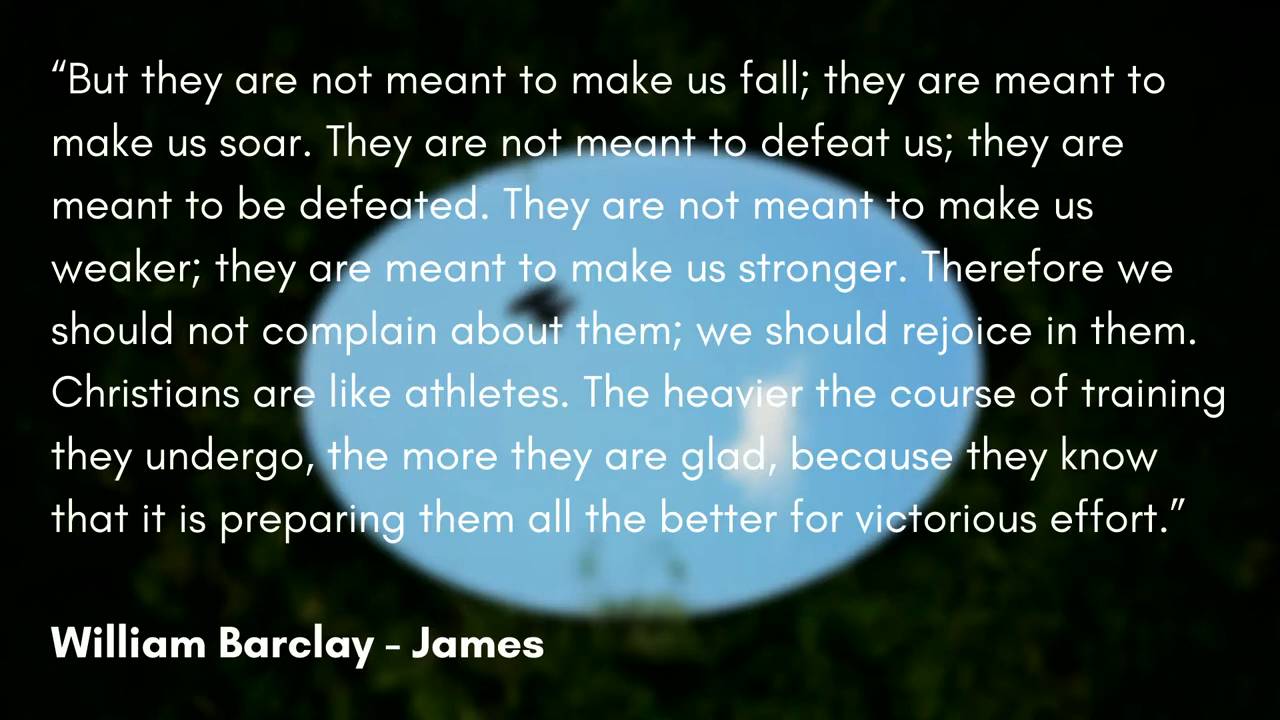 “But they are not meant to make us fall; they are meant to
make us soar. They are not meant to defeat us; they are
meant to be defeated. They are not meant to make us
weaker; they are meant to make us stronger. Therefore we
should not complain about them; we should rejoice in them.
Christians are like athletes. The heavier the course of training
they undergo, the more they are glad, because they know
that it is preparing them all the better for victorious effort.”
William Barclay - James